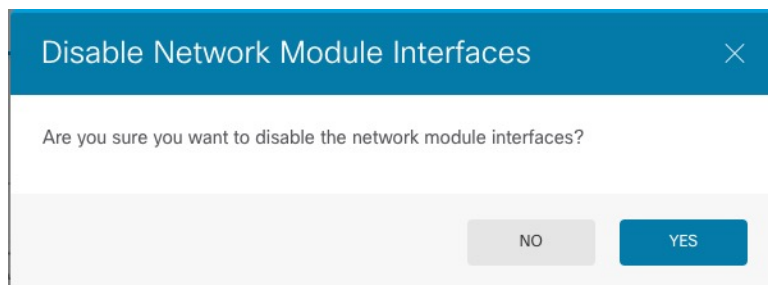 Disable Network Module Interfaces
Are you sure you want to disable the network module interfaces?
NO
YES